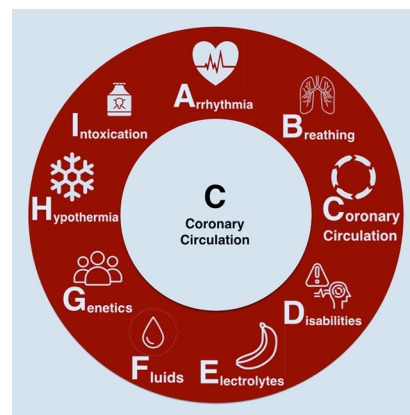 Arrhythmia
Breathing
Coronary
Circulation
Disabilities
Electrolytes
Fluids
Genetics
Hypothermia
Intoxication
C
Coronary
Circulation